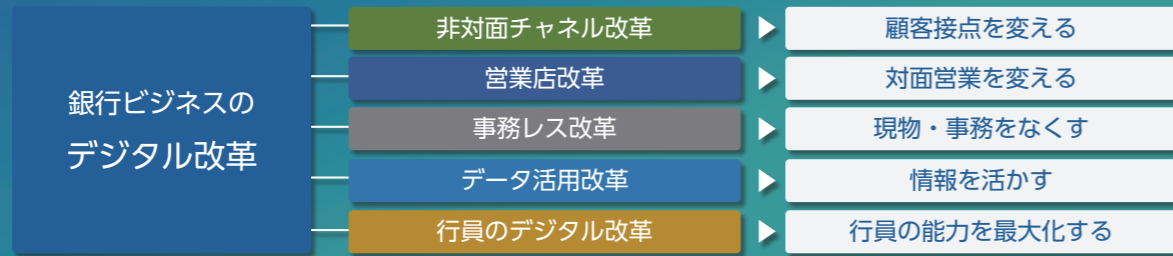 銀行ビジネスの
デジタル改革
非対面チャネル改革
顧客接点を変える
営業店改革
対面営業を変える
事務レス改革
現物・事務をなくす
データ活用改革
情報を活かす
行員のデジタル改革
行員の能力を最大化する